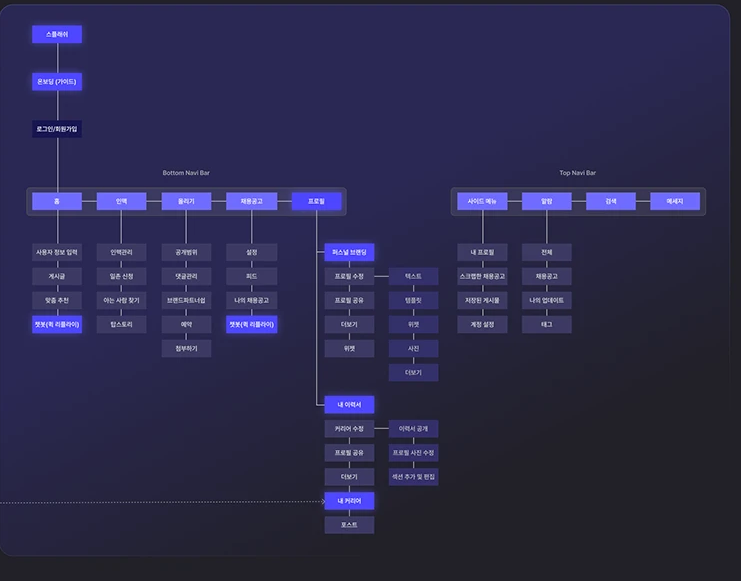 스플래쉬
온보딩 (가이드)
로그인/회원가입
Bottom Navi Bar
홈
인맥
올리기
채용공고
프로필
Top Navi Bar
사이드 메뉴
알림
검색
메세지
사용자 정보 입력
게시글
맞춤 추천
챗봇(퀵 리플라이)
인맥관리
일촌 신청
아는 사람 찾기
탑스토리
공개범위
댓글관리
브랜드파트너쉽
예약
첨부하기
설정
피드
나의 채용공고
챗봇(퀵 리플라이)
퍼스널 브랜딩
프로필 수정
프로필 공유
더보기
위젯
텍스트
템플릿
위젯
사진
더보기
내 이력서
커리어 수정
프로필 공유
더보기
내 커리어
포스트
이력서 공개
프로필 사진 수정
섹션 추가 및 편집
내 프로필
스크랩한 채용공고
저장된 게시물
계정 설정
전체
채용공고
나의 업데이트
태그